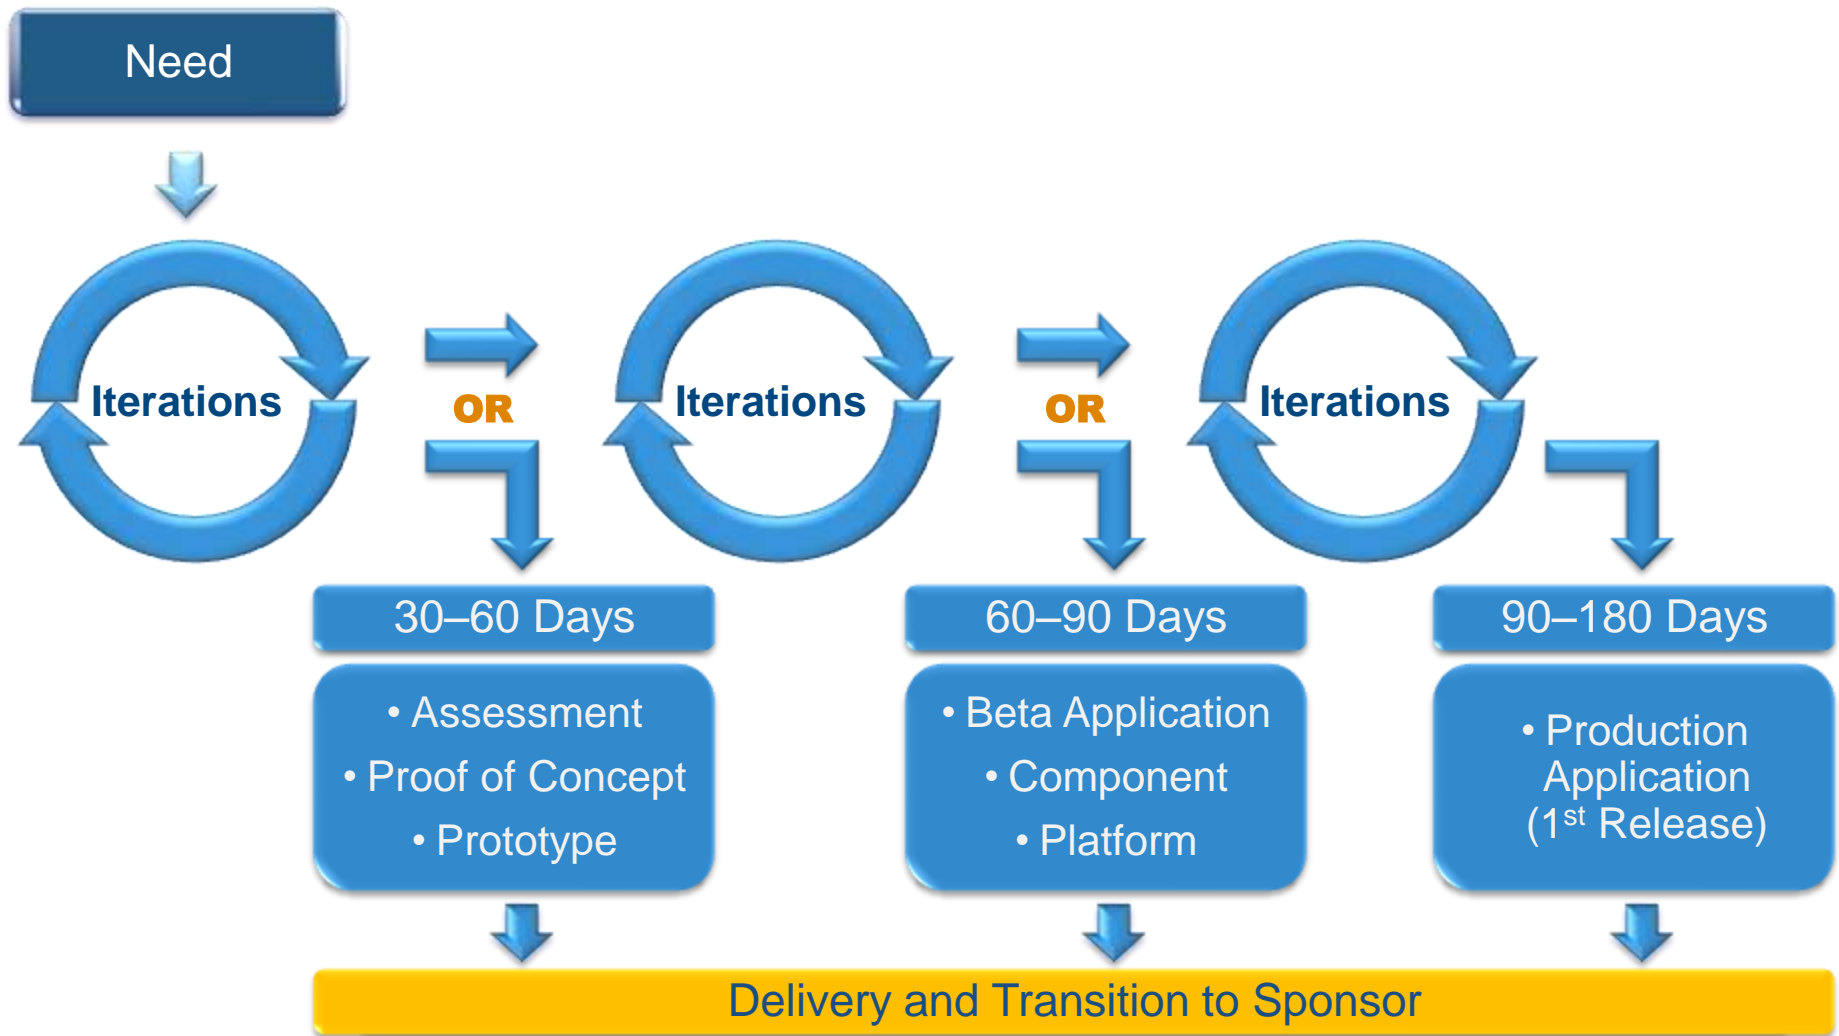 Need
Iterations
OR
Iterations
OR
Iterations
30–60 Days
• Assessment
• Proof of Concept
• Prototype
60–90 Days
• Beta Application
• Component
• Platform
90–180 Days
• Production
Application
(1st Release)
Delivery and Transition to Sponsor